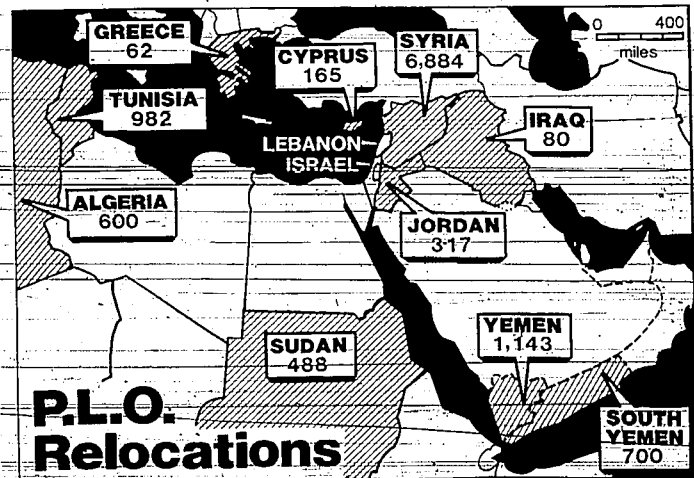 GREECE
62
CYPRUS
165
SYRIA
6,884
0 400
miles
TUNISIA
982
LEBANON
ISRAEL
IRAQ
80
ALGERIA
600
JORDAN
317
SUDAN
488
YEMEN
1,143
SOUTH
YEMEN
700
P.L.O.
Relocations